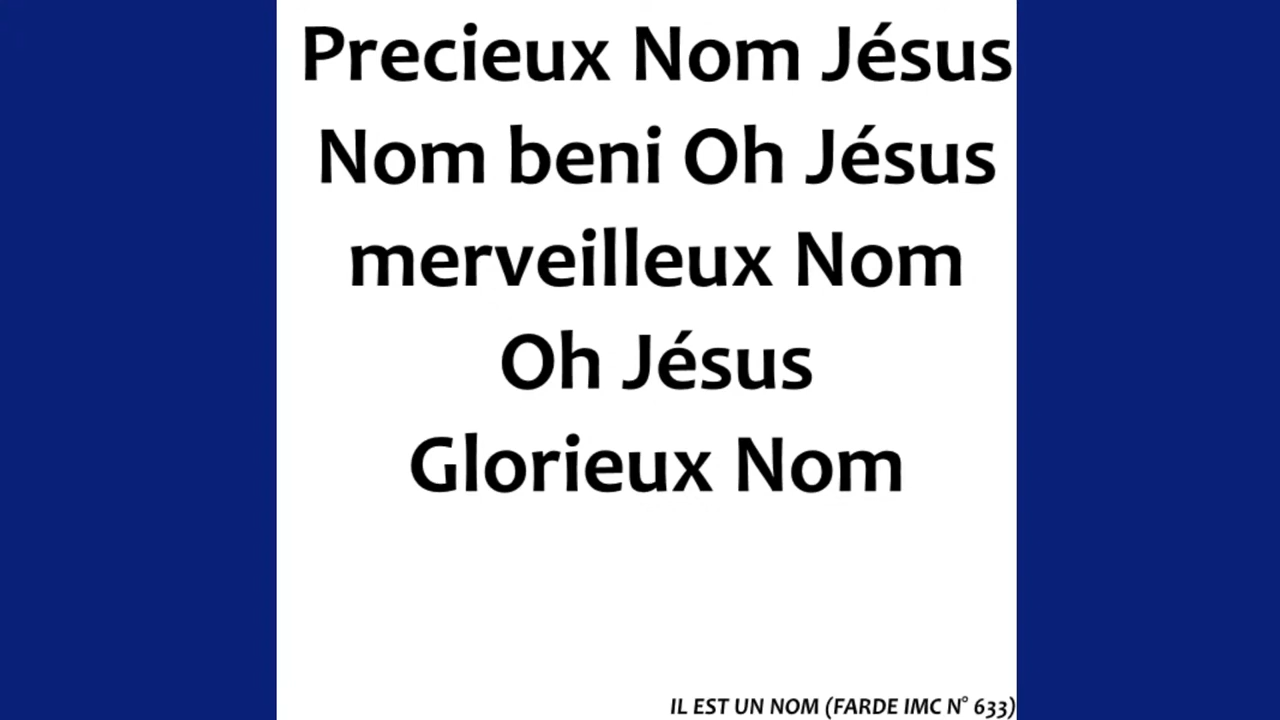 Precieux Nom Jésus
Nom beni Oh Jésus
merveilleux Nom
Oh Jésus
Glorieux Nom
IL EST UN NOM (FARDE IMC N° 633)